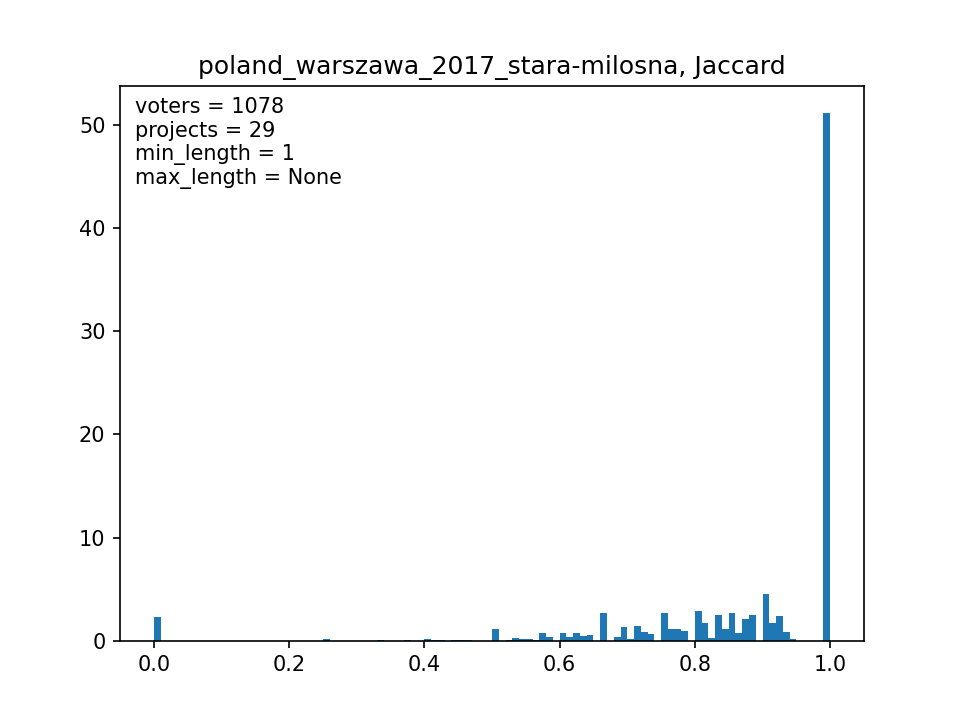 poland_warszawa_2017_stara-milosna, Jaccard
voters = 1078
projects = 29
min_length = 1
max_length = None
50
40
30
20
10
0
0.0 0.2 0.4 0.6 0.8 1.0